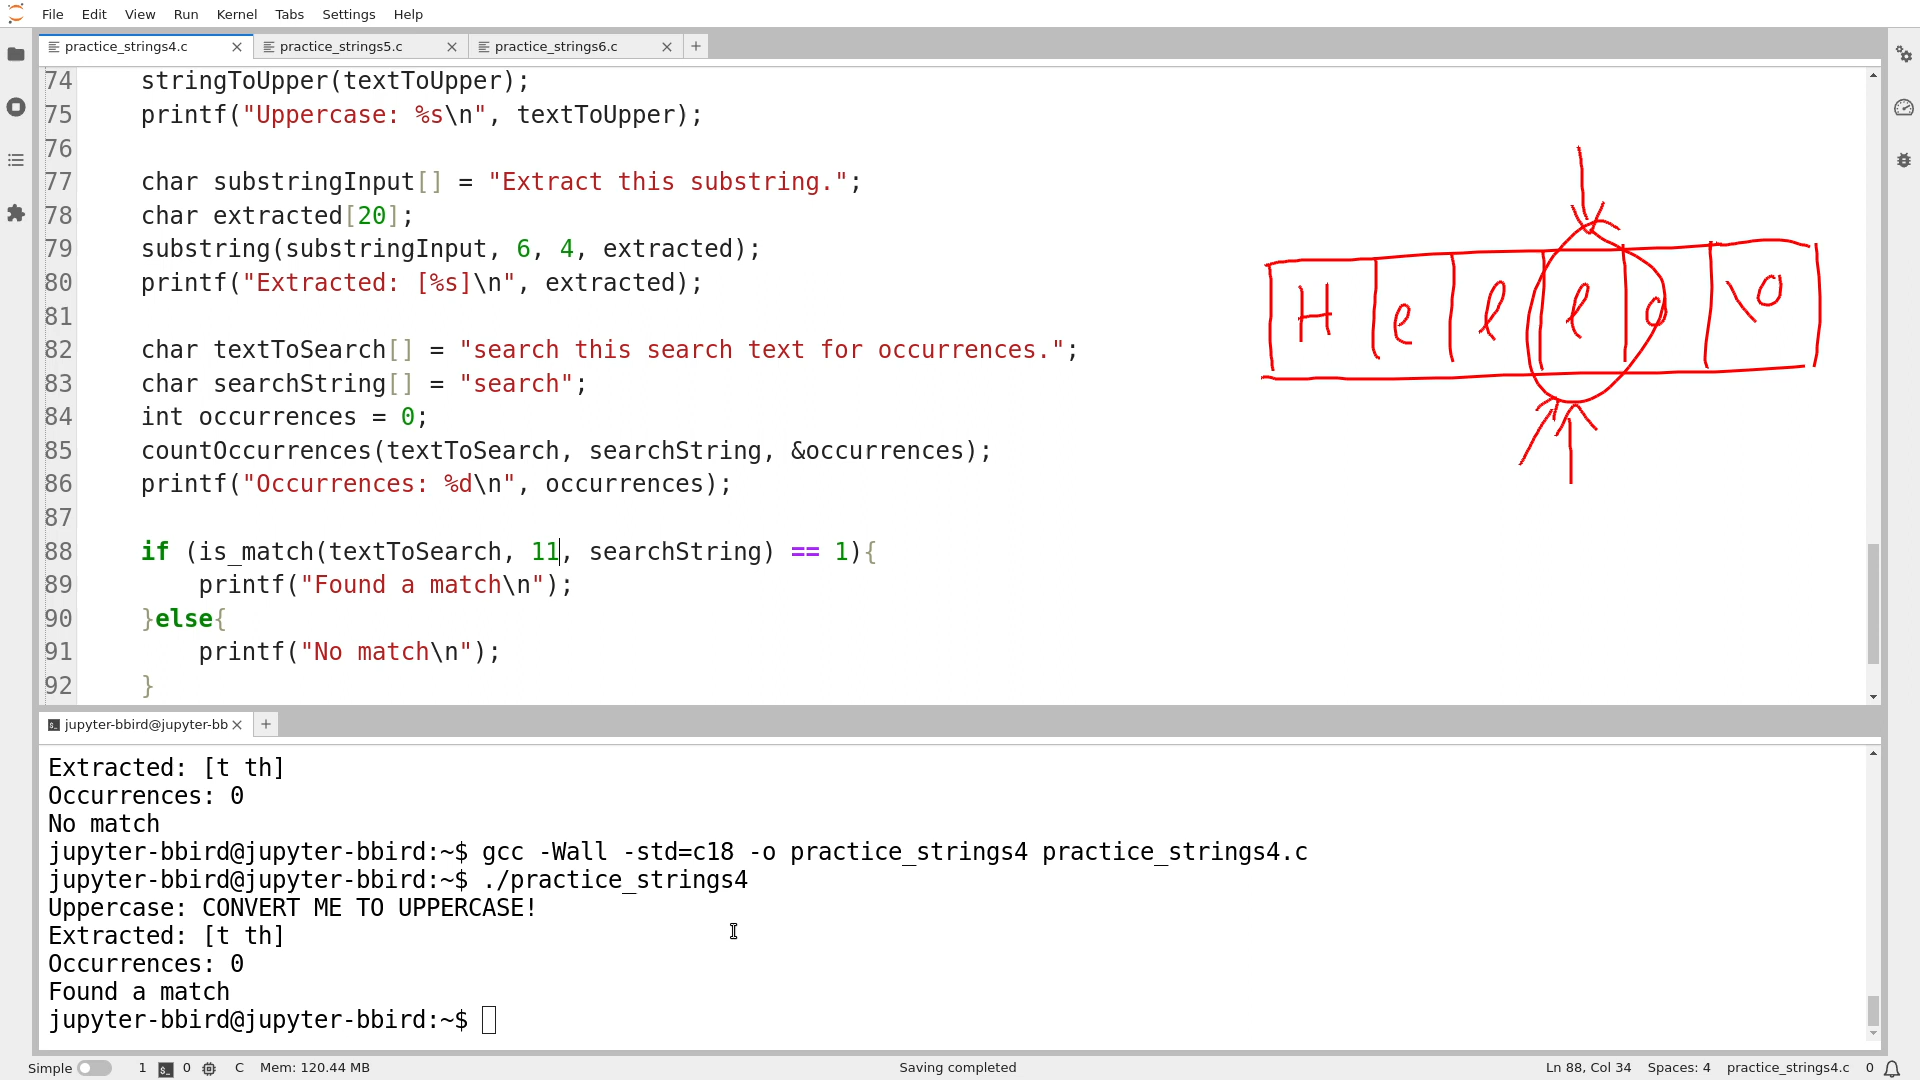 File Edit View Run Kernel Tabs Settings Help
practice_strings4.c practice_strings5.c practice_strings6.c
74 stringToUpper(textToUpper);
75 printf("Uppercase: %s\n", textToUpper);
76
77 char substringInput[] = "Extract this substring.";
78 char extracted[20];
79 substring(substringInput, 6, 4, extracted);
80 printf("Extracted: [%s]\n", extracted);
81
82 char textToSearch[] = "search this search text for occurrences.";
83 char searchString[] = "search";
84 int occurrences = 0;
85 countOccurrences(textToSearch, searchString, &occurrences);
86 printf("Occurrences: %d\n", occurrences);
87
88 if (is_match(textToSearch, 11, searchString) == 1){
89 printf("Found a match\n");
90 }else{
91 printf("No match\n");
92 }
H e l l o \0
jupyter-bbird@jupyter-bb
Extracted: [t th]
Occurrences: 0
No match
jupyter-bbird@jupyter-bbird:~$ gcc -Wall -std=c18 -o practice_strings4 practice_strings4.c
jupyter-bbird@jupyter-bbird:~$ ./practice_strings4
Uppercase: CONVERT ME TO UPPERCASE!
Extracted: [t th]
Occurrences: 0
Found a match
jupyter-bbird@jupyter-bbird:~$
Simple 1 0 C Mem: 120.44 MB Saving completed Ln 88, Col 34 Spaces: 4 practice_strings4.c 0